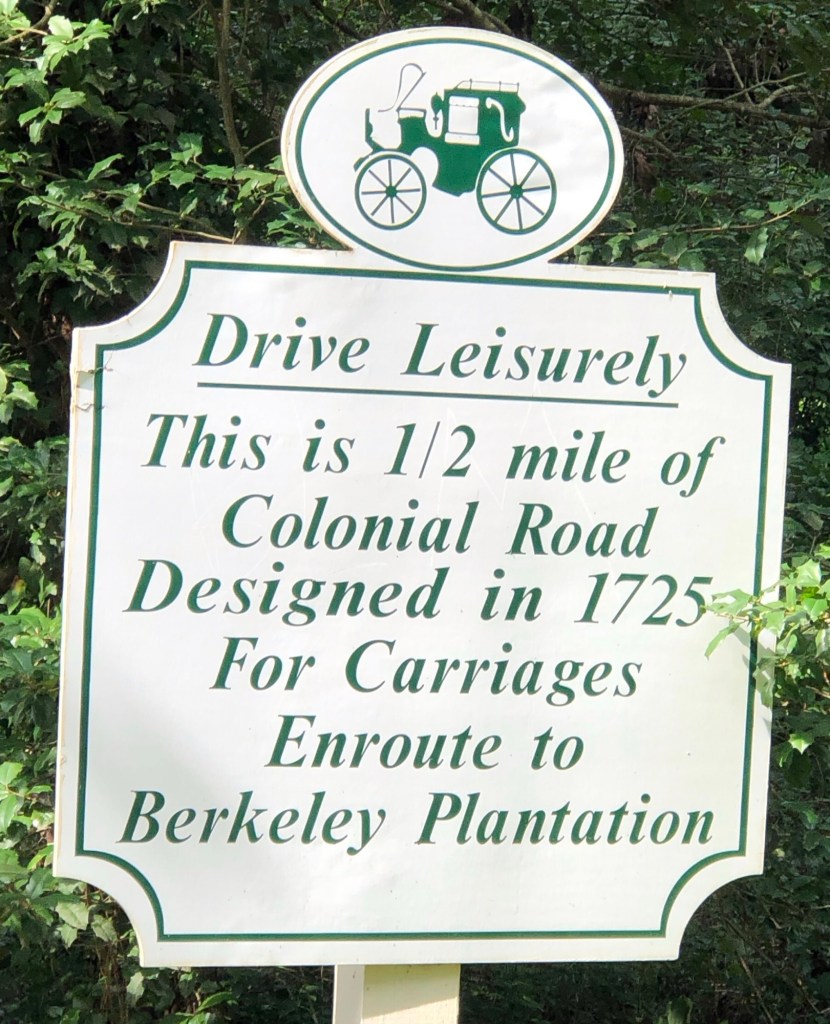 Drive Leisurely
This is 1/2 mile of
Colonial Road
Designed in 1725
For Carriages
Enroute to
Berkeley Plantation